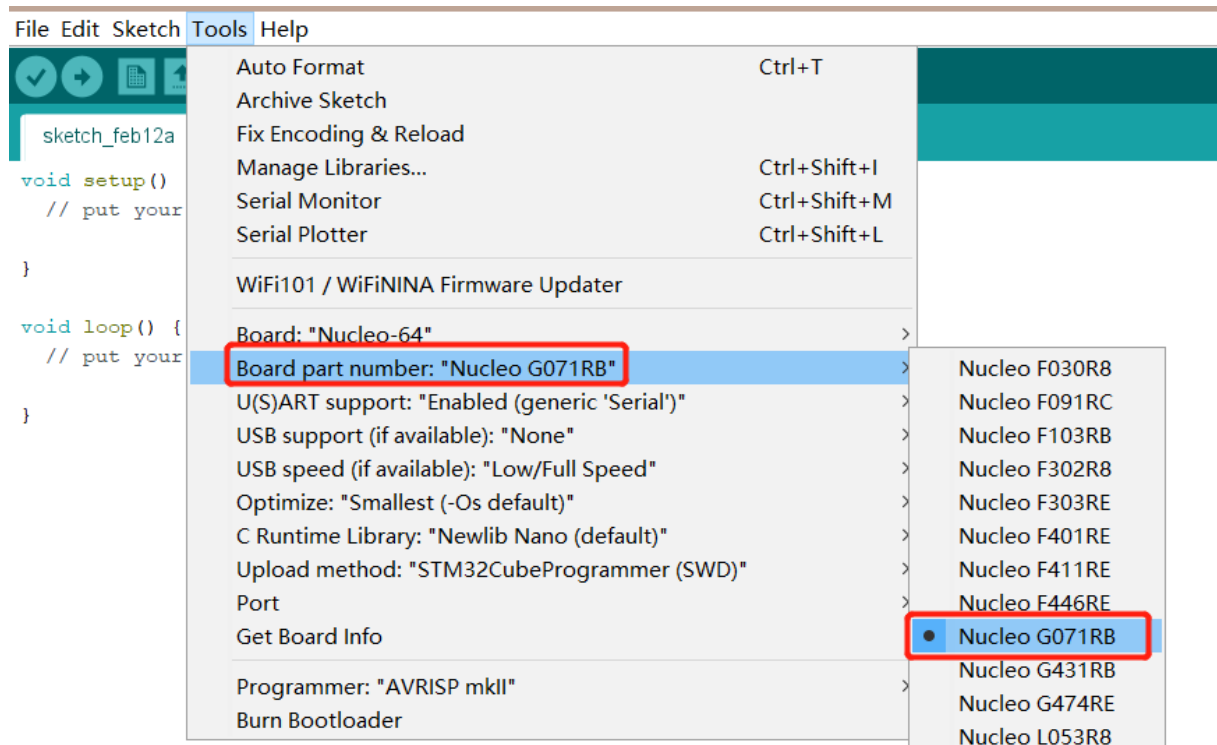 File Edit Sketch Tools Help
Auto Format Ctrl+T
Archive Sketch
sketch_feb12a
Fix Encoding & Reload
Manage Libraries... Ctrl+Shift+I
void setup()
Serial Monitor Ctrl+Shift+M
// put your
Serial Plotter Ctrl+Shift+L
}
WiFi101 / WiFiNINA Firmware Updater
void loop() {
Board: "Nucleo-64"
// put your
Board part number: "Nucleo G071RB"
Nucleo F030R8
}
U(S)ART support: "Enabled (generic 'Serial')"
Nucleo F091RC
USB support (if available): "None"
Nucleo F103RB
USB speed (if available): "Low/Full Speed"
Nucleo F302R8
Optimize: "Smallest (-Os default)"
Nucleo F303RE
C Runtime Library: "Newlib Nano (default)"
Nucleo F401RE
Upload method: "STM32CubeProgrammer (SWD)"
Nucleo F411RE
Port
Nucleo F446RE
Get Board Info
Nucleo G071RB
Nucleo G431RB
Programmer: "AVRISP mkII"
Nucleo G474RE
Burn Bootloader
Nucleo L053R8